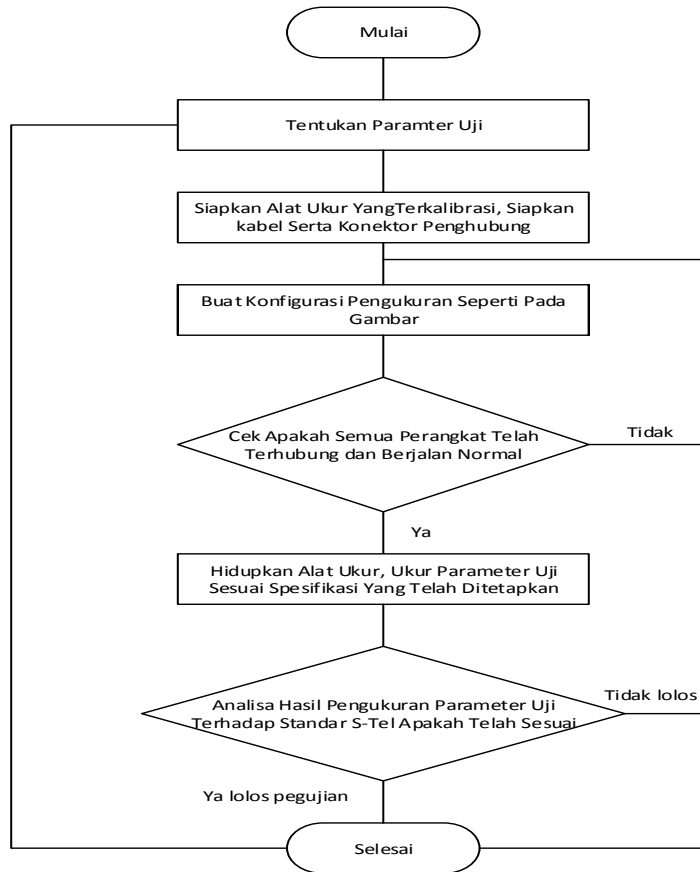 Mulai
Tentukan Paramter Uji
Siapkan Alat Ukur YangTerkalibrasi, Siapkan
kabel Serta Konektor Penghubung
Buat Konfigurasi Pengukuran Seperti Pada
Gambar
Cek Apakah Semua Perangkat Telah
Terhubung dan Berjalan Normal
Tidak
Ya
Hidupkan Alat Ukur, Ukur Parameter Uji
Sesuai Spesifikasi Yang Telah Ditetapkan
Analisa Hasil Pengukuran Parameter Uji
Terhadap Standar S-Tel Apakah Telah Sesuai
Tidak lolos
Ya lolos pegujian
Selesai